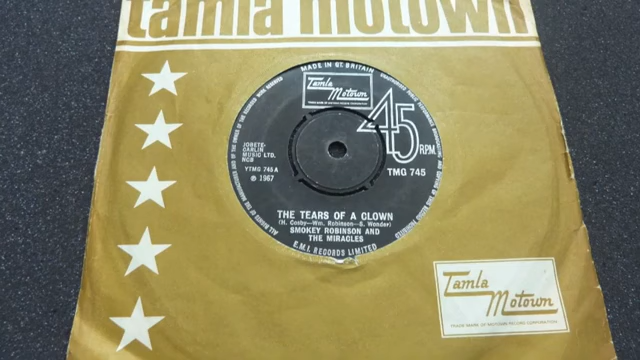 tamla motown
MADE IN GT. BRITAIN
Tamla
Motown
45
RPM
JOBETE-
CARLIN
MUSIC LTD.
NCB
YTMG 745 A
℗ 1967
TMG 745
THE TEARS OF A CLOWN
(H. Cosby—Wm. Robinson—S. Wonder)
SMOKEY ROBINSON AND
THE MIRACLES
E.M.I. RECORDS LIMITED
Tamla
Motown
TRADE MARK OF MOTOWN RECORD CORPORATION